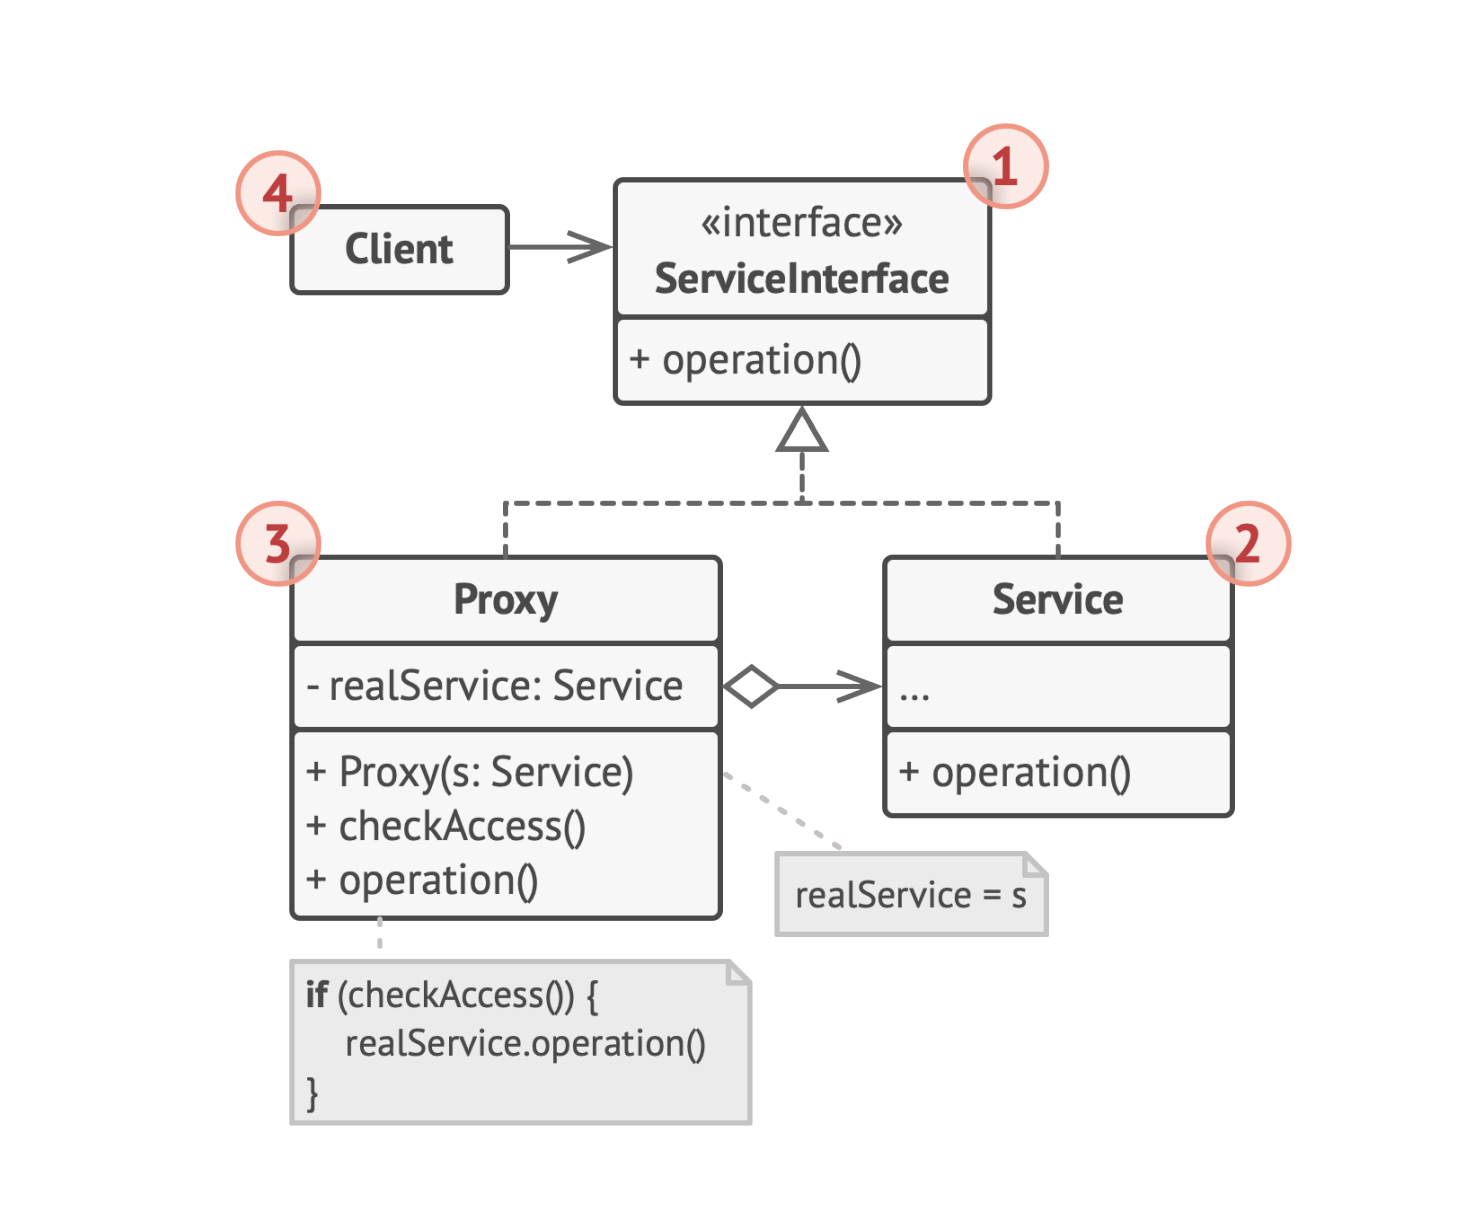 4
Client
1
«interface»
ServiceInterface
+ operation()
3
Proxy
- realService: Service
+ Proxy(s: Service)
+ checkAccess()
+ operation()
2
Service
...
+ operation()
realService = s
if (checkAccess()) {
realService.operation()
}